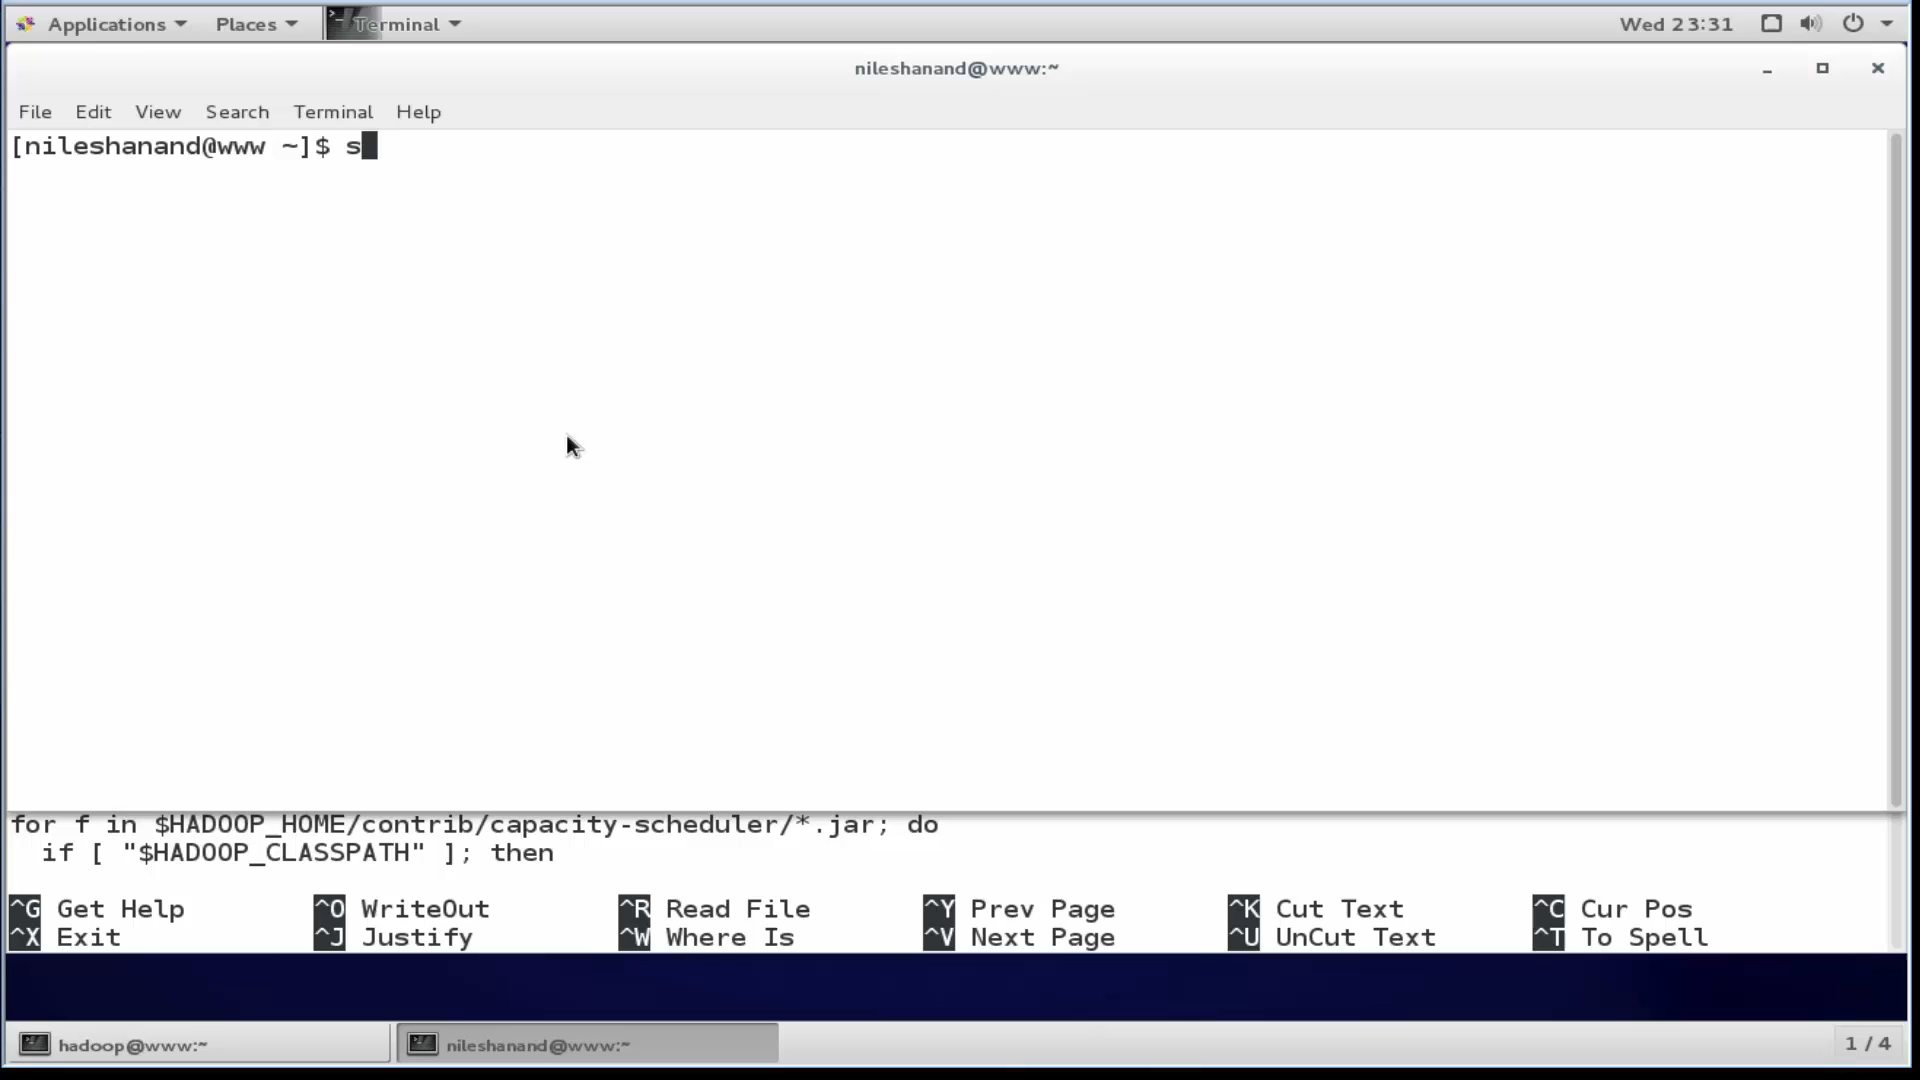 Applications Places Terminal Wed 23:31
nileshanand@www:~
File Edit View Search Terminal Help
[nileshanand@www ~]$ s
for f in $HADOOP_HOME/contrib/capacity-scheduler/*.jar; do
if [ "$HADOOP_CLASSPATH" ]; then
^G Get Help ^O WriteOut ^R Read File ^Y Prev Page ^K Cut Text ^C Cur Pos
^X Exit ^J Justify ^W Where Is ^V Next Page ^U UnCut Text ^T To Spell
hadoop@www:~ nileshanand@www:~ 1 / 4